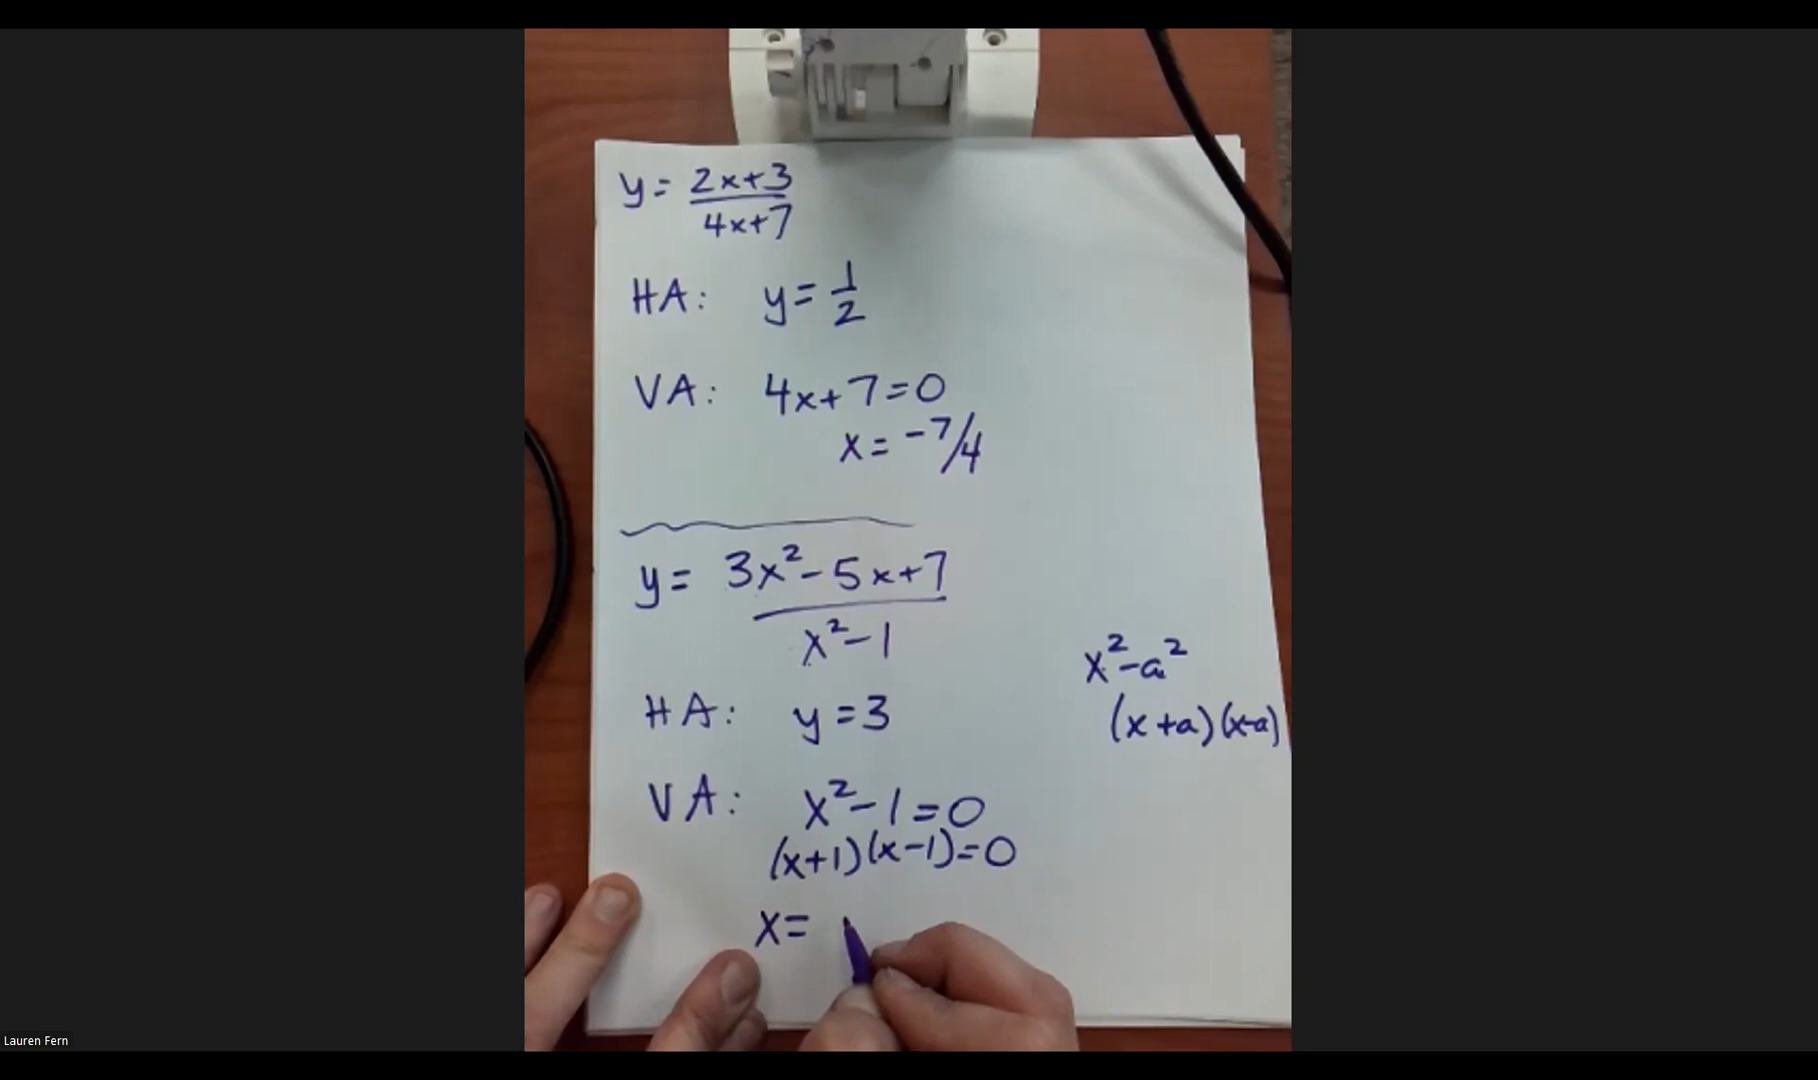 y = 2x+3
4x+7
HA: y = 1/2
VA: 4x+7=0
x = -7/4
y = 3x²-5x+7
x²-1
x²-a²
(x+a)(x-a)
HA: y=3
VA: x²-1=0
(x+1)(x-1)=0
x=
Lauren Fern